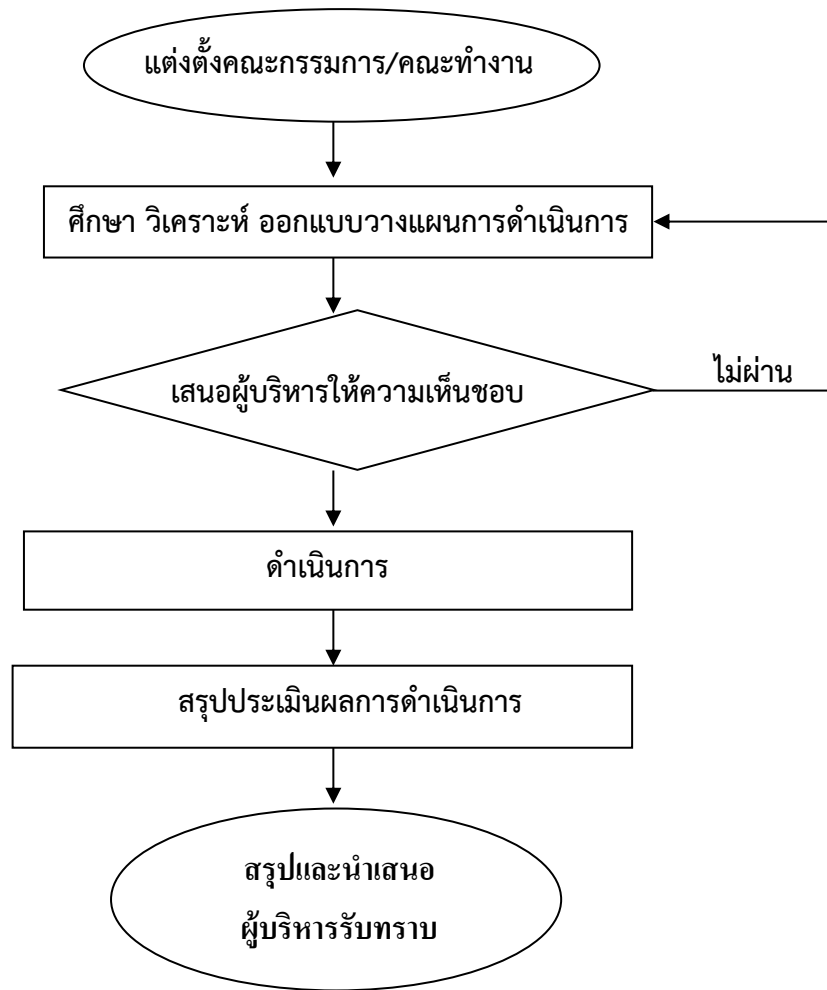 แต่งตั้งคณะกรรมการ/คณะทำงาน
ศึกษา วิเคราะห์ ออกแบบวางแผนการดำเนินการ
เสนอผู้บริหารให้ความเห็นชอบ
ไม่ผ่าน
ดำเนินการ
สรุปประเมินผลการดำเนินการ
สรุปและนำเสนอ
ผู้บริหารรับทราบ